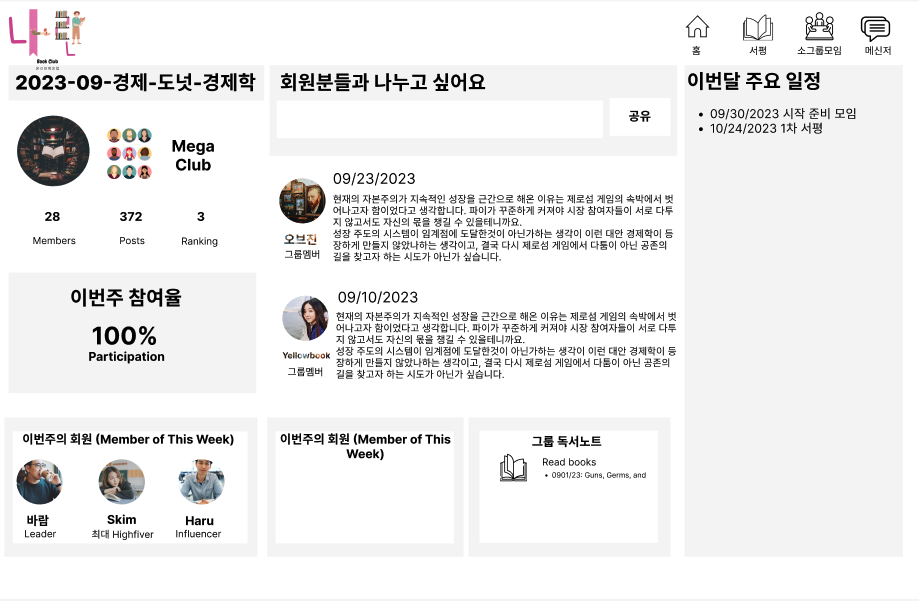 나란
Book Club
홈
서평
소그룹모임
메신저
2023-09-경제-도넛-경제학
Mega
Club
28
372
3
Members
Posts
Ranking
이번주 참여율
100%
Participation
회원분들과 나누고 싶어요
공유
09/23/2023
현재의 자본주의가 지속적인 성장을 근간으로 해온 이유는 제로섬 게임의 속박에서 벗
어나고자 함이었다고 생각합니다. 파이가 꾸준하게 커져야 시장 참여자들이 서로 다투
지 않고서도 자신의 몫을 챙길 수 있을테니까요.
성장 주도의 시스템이 임계점에 도달한것이 아닌가하는 생각이 이런 대안 경제학이 등
장하게 만들지 않았나하는 생각이고, 결국 다시 제로섬 게임에서 다툼이 아닌 공존의
길을 찾고자 하는 시도가 아닌가 싶습니다.
오브진
그룹멤버
09/10/2023
현재의 자본주의가 지속적인 성장을 근간으로 해온 이유는 제로섬 게임의 속박에서 벗
어나고자 함이었다고 생각합니다. 파이가 꾸준하게 커져야 시장 참여자들이 서로 다투
지 않고서도 자신의 몫을 챙길 수 있을테니까요.
성장 주도의 시스템이 임계점에 도달한것이 아닌가하는 생각이 이런 대안 경제학이 등
장하게 만들지 않았나하는 생각이고, 결국 다시 제로섬 게임에서 다툼이 아닌 공존의
길을 찾고자 하는 시도가 아닌가 싶습니다.
Yellowbook
그룹멤버
이번달 주요 일정
• 09/30/2023 시작 준비 모임
• 10/24/2023 1차 서평
이번주의 회원 (Member of This Week)
바람
Leader
Skim
최대 Highfiver
Haru
Influencer
이번주의 회원 (Member of This
Week)
그룹 독서노트
Read books
• 0901/23: Guns, Germs, and